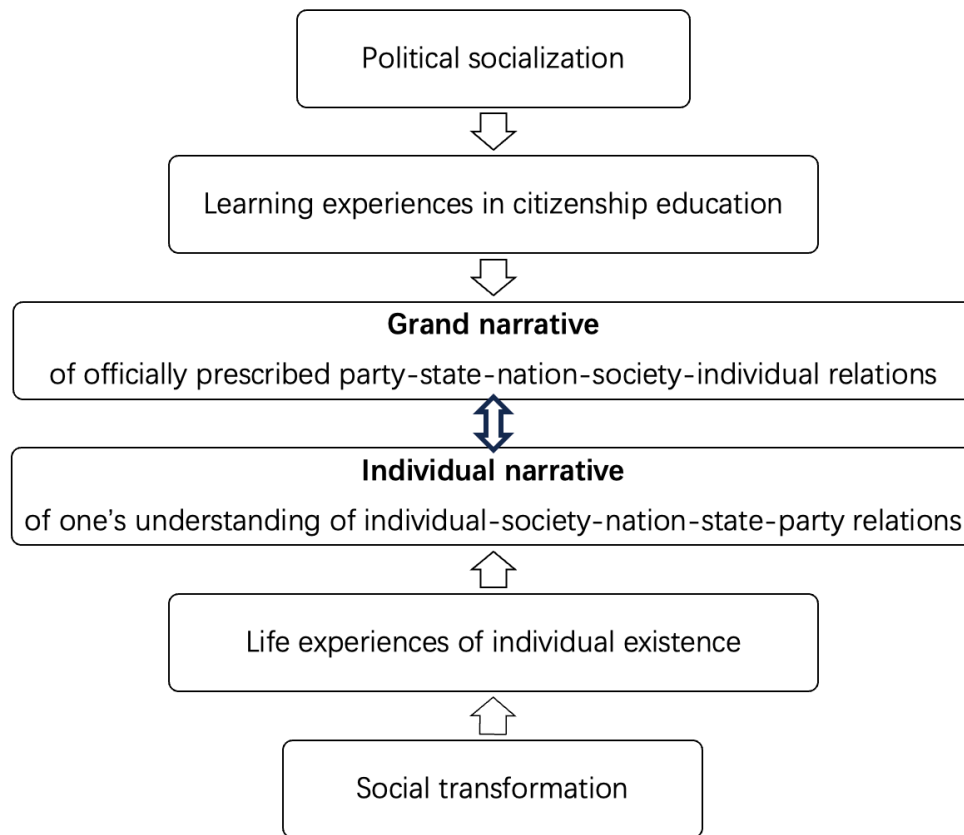 Political socialization
Learning experiences in citizenship education
Grand narrative
of officially prescribed party-state-nation-society-individual relations
Individual narrative
of one's understanding of individual-society-nation-state-party relations
Life experiences of individual existence
Social transformation